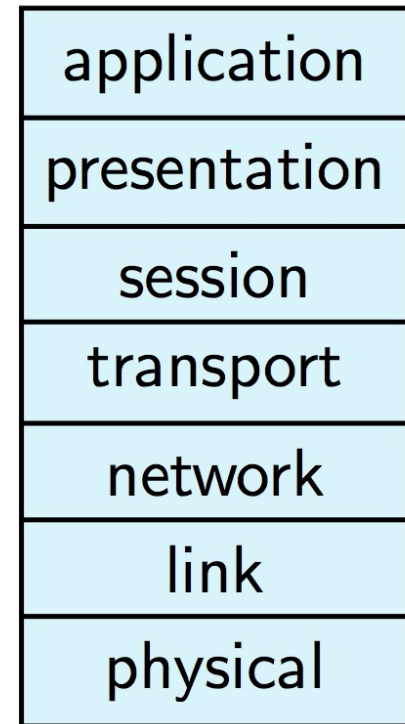 application
presentation
session
transport
network
link
physical